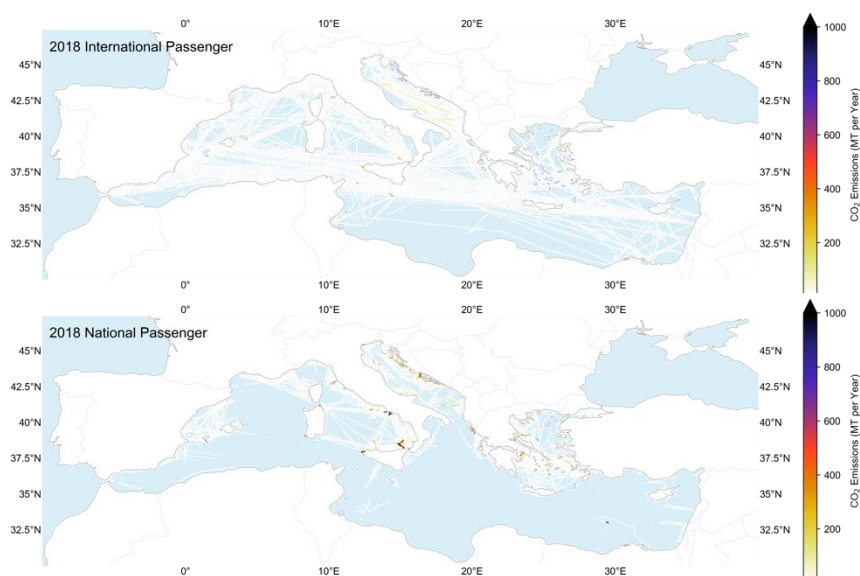 0° 10°E 20°E 30°E
2018 International Passenger
45°N
42.5°N
40°N
37.5°N
35°N
32.5°N
45°N
42.5°N
40°N
37.5°N
35°N
32.5°N
1000
800
600
400
200
CO₂ Emissions (MT per Year)
0° 10°E 20°E 30°E
0° 10°E 20°E 30°E
2018 National Passenger
45°N
42.5°N
40°N
37.5°N
35°N
32.5°N
45°N
42.5°N
40°N
37.5°N
35°N
32.5°N
1000
800
600
400
200
CO₂ Emissions (MT per Year)
0° 10°E 20°E 30°E